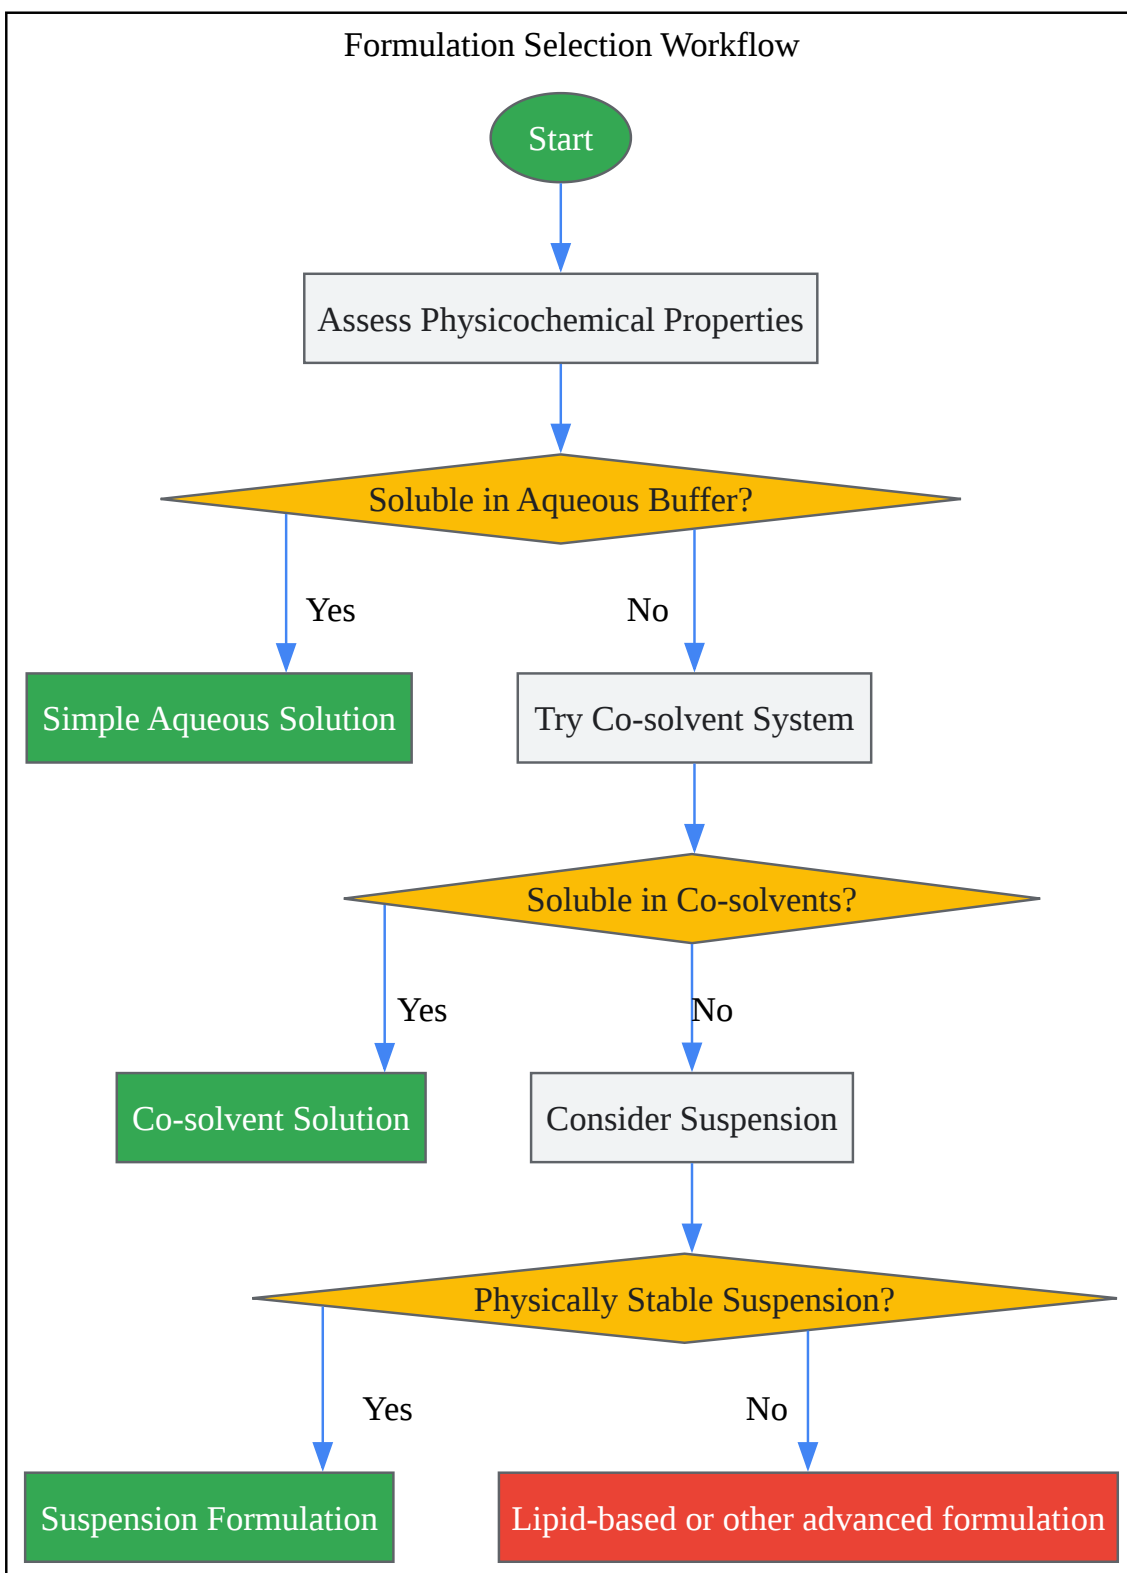 Formulation Selection Workflow
Start
Assess Physicochemical Properties
Soluble in Aqueous Buffer?
Yes
No
Simple Aqueous Solution
Try Co-solvent System
Soluble in Co-solvents?
Yes
No
Co-solvent Solution
Consider Suspension
Physically Stable Suspension?
Yes
No
Suspension Formulation
Lipid-based or other advanced formulation